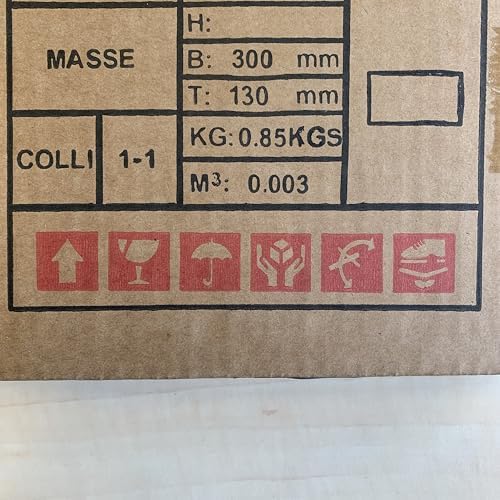 H:
MASSE
B: 300 mm
T: 130 mm
COLLI
1-1
KG: 0.85KGS
M³: 0.003